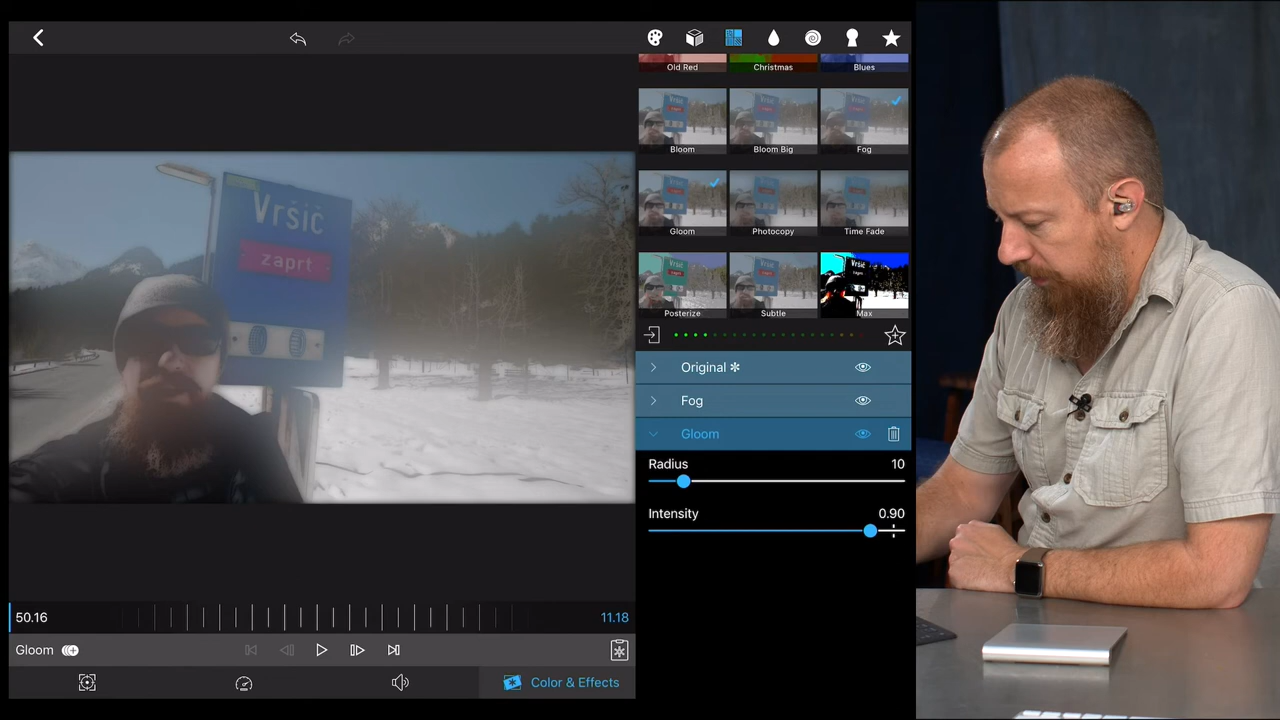 Old Red
Christmas
Blues
Vršič
zaprt
Bloom
Bloom Big
Fog
Gloom
Photocopy
Time Fade
Posterize
Subtle
Max
Original ✻
Fog
Gloom
Radius
10
Intensity
0.90
50.16
11.18
Gloom
Color & Effects